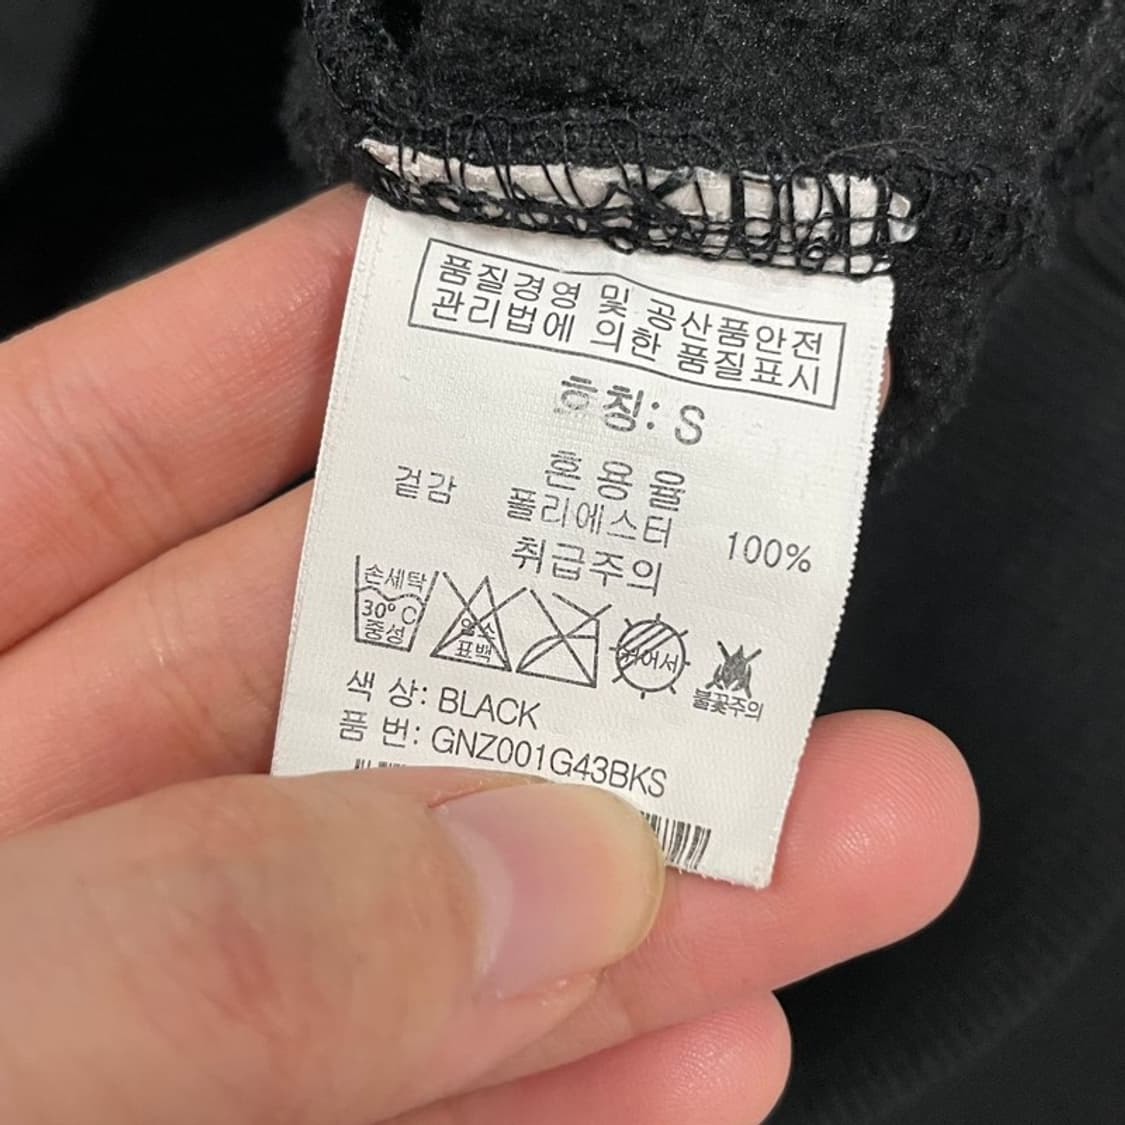 품질경영 및 공산품안전
관리법에 의한 품질표시
호칭: S
혼용율
겉감 폴리에스터 100%
취급주의
손세탁
30°C
중성
염소
표백
뉘어서
불꽃주의
색 상: BLACK
품 번: GNZ001G43BKS